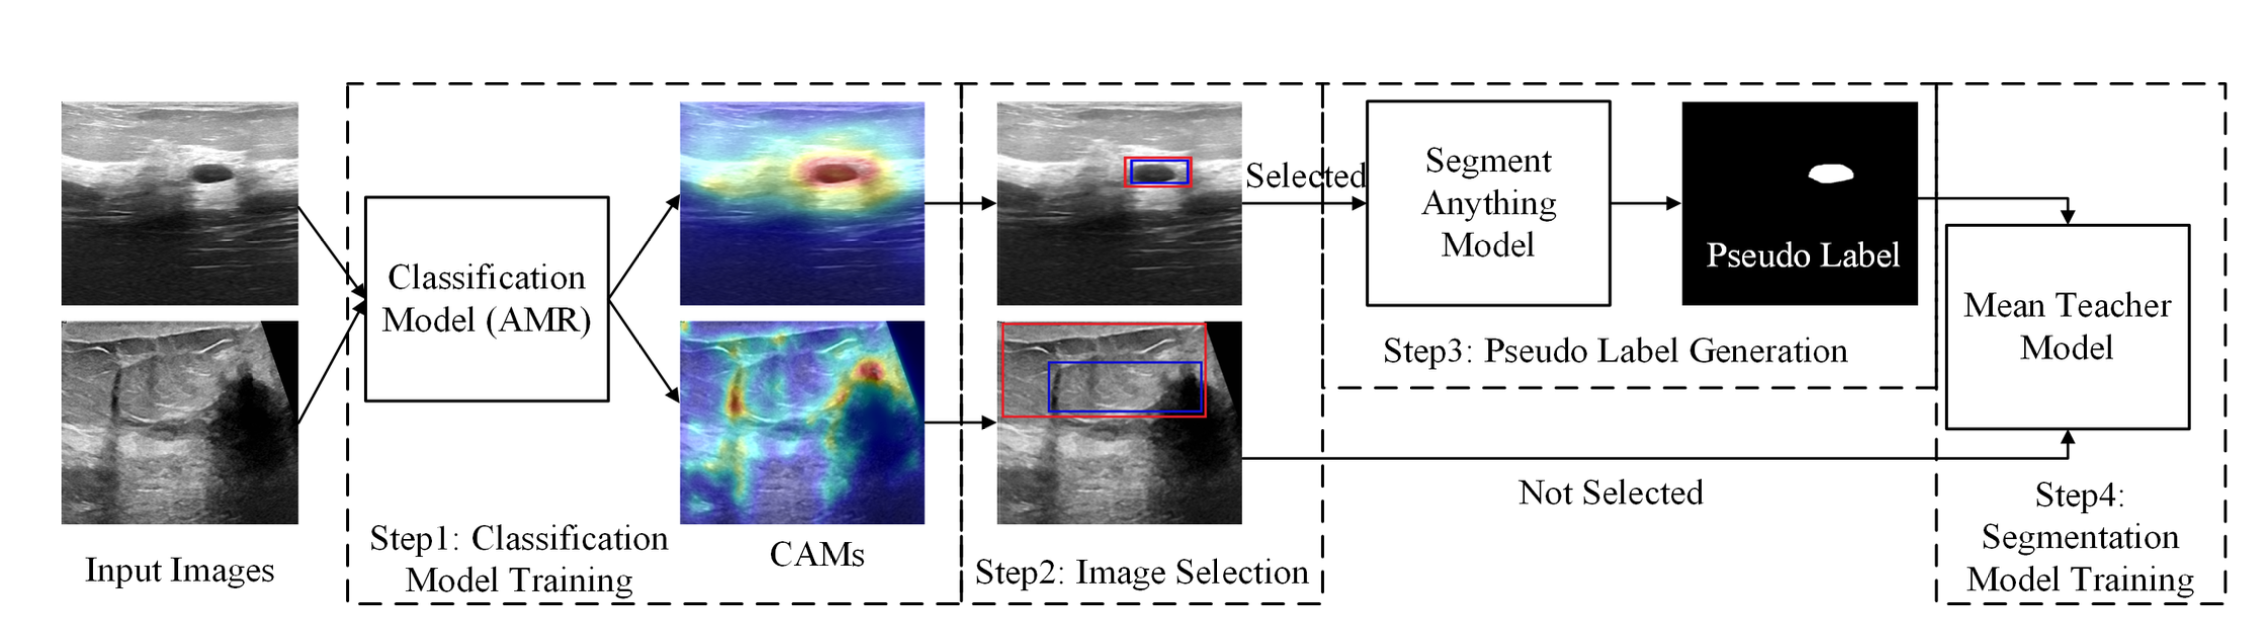 Input Images
Classification
Model (AMR)
Step1: Classification
Model Training
CAMs
Step2: Image Selection
Selected
Segment
Anything
Model
Pseudo Label
Step3: Pseudo Label Generation
Not Selected
Mean Teacher
Model
Step4:
Segmentation
Model Training